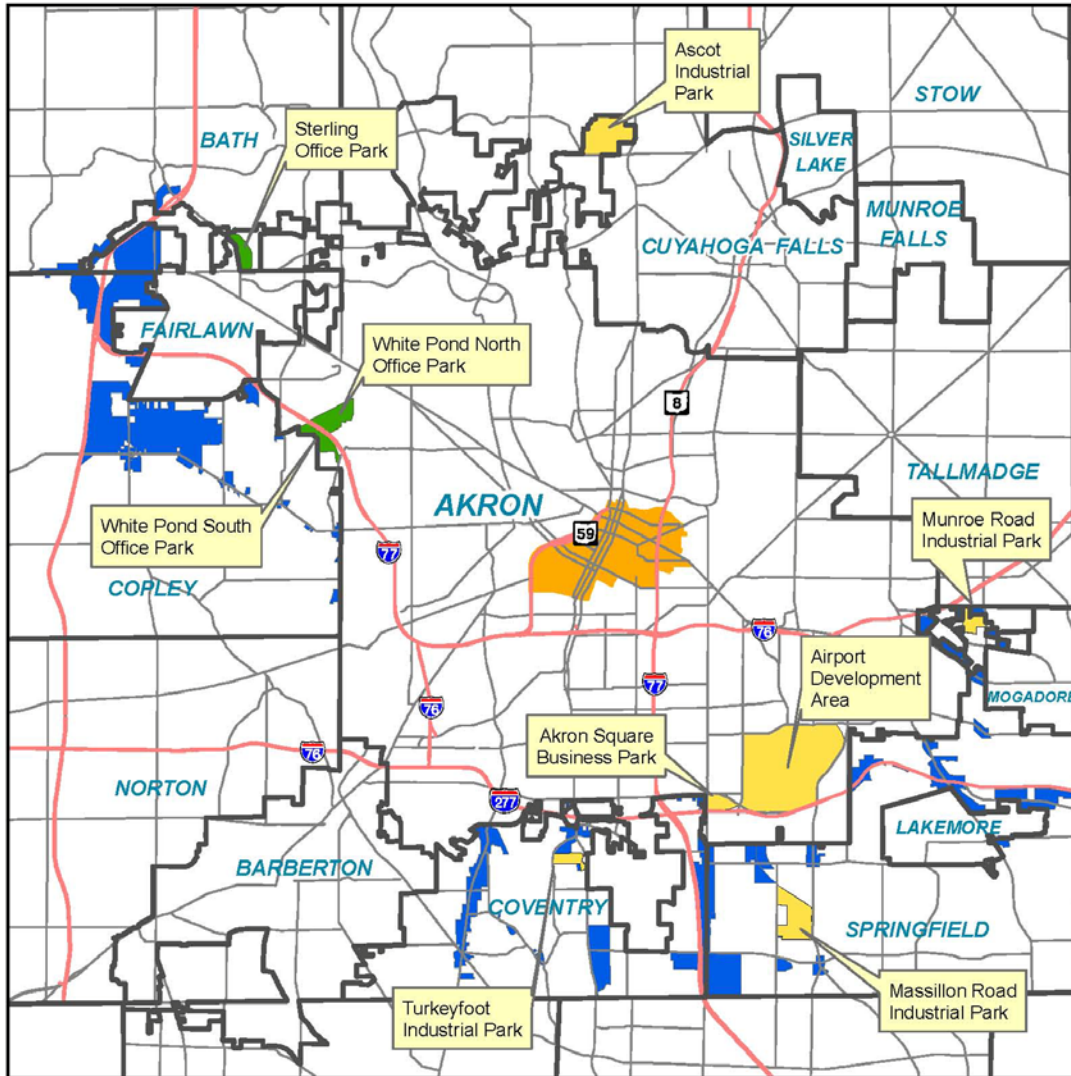 Ascot
Industrial
Park
STOW
BATH
Sterling
Office Park
SILVER
LAKE
MUNROE
FALLS
CUYAHOGA FALLS
FAIRLAWN
White Pond North
Office Park
8
TALLMADGE
AKRON
White Pond South
Office Park
59
Munroe Road
Industrial Park
77
COPLEY
76
Airport
Development
Area
77
MOGADORE
76
Akron Square
Business Park
76
NORTON
277
LAKEMORE
BARBERTON
COVENTRY
SPRINGFIELD
Turkeyfoot
Industrial Park
Massillon Road
Industrial Park